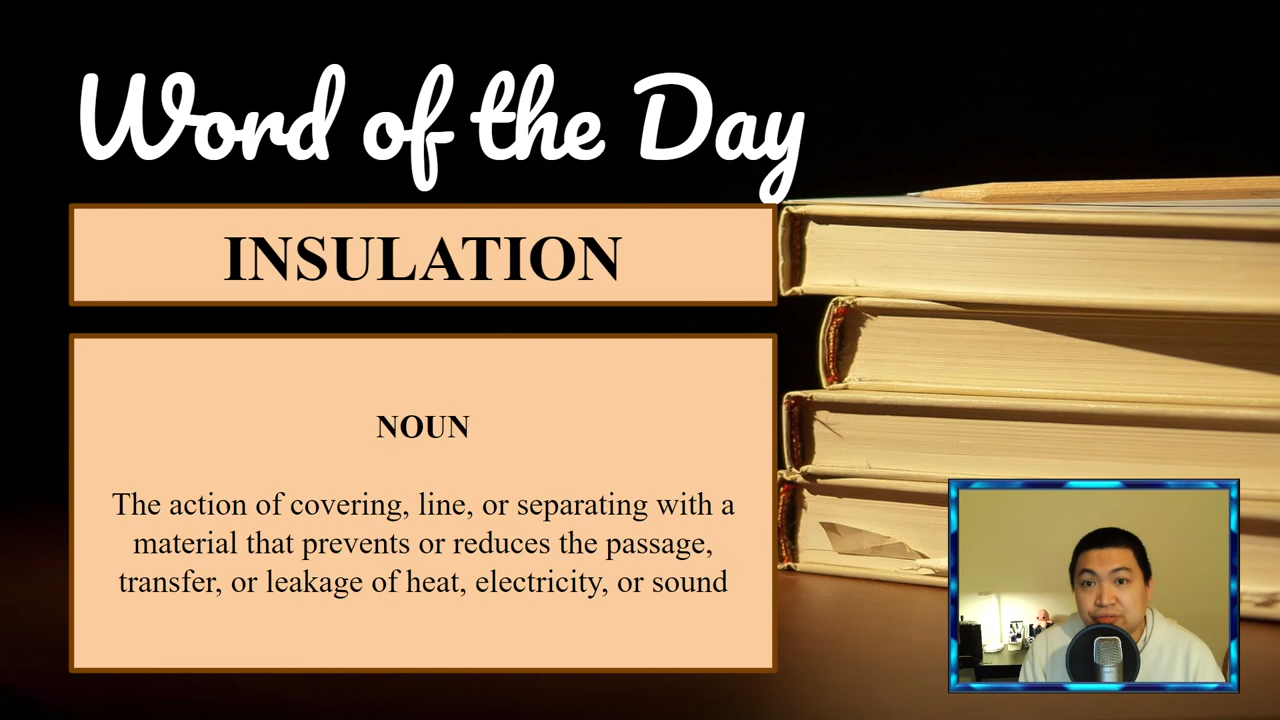 Word of the Day
INSULATION
NOUN
The action of covering, line, or separating with a
material that prevents or reduces the passage,
transfer, or leakage of heat, electricity, or sound